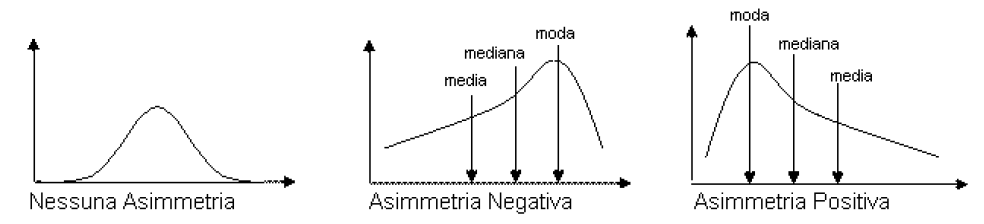 Nessuna Asimmetria
media
mediana
moda
Asimmetria Negativa
moda
mediana
media
Asimmetria Positiva